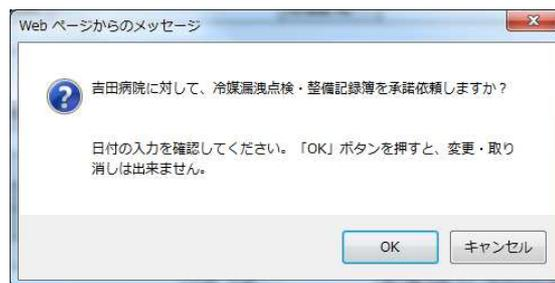 Web ページからのメッセージ
吉田病院に対して、冷媒漏洩点検・整備記録簿を承諾依頼しますか?
日付の入力を確認してください。「OK」ボタンを押すと、変更・取り
消しは出来ません。
OK
キャンセル